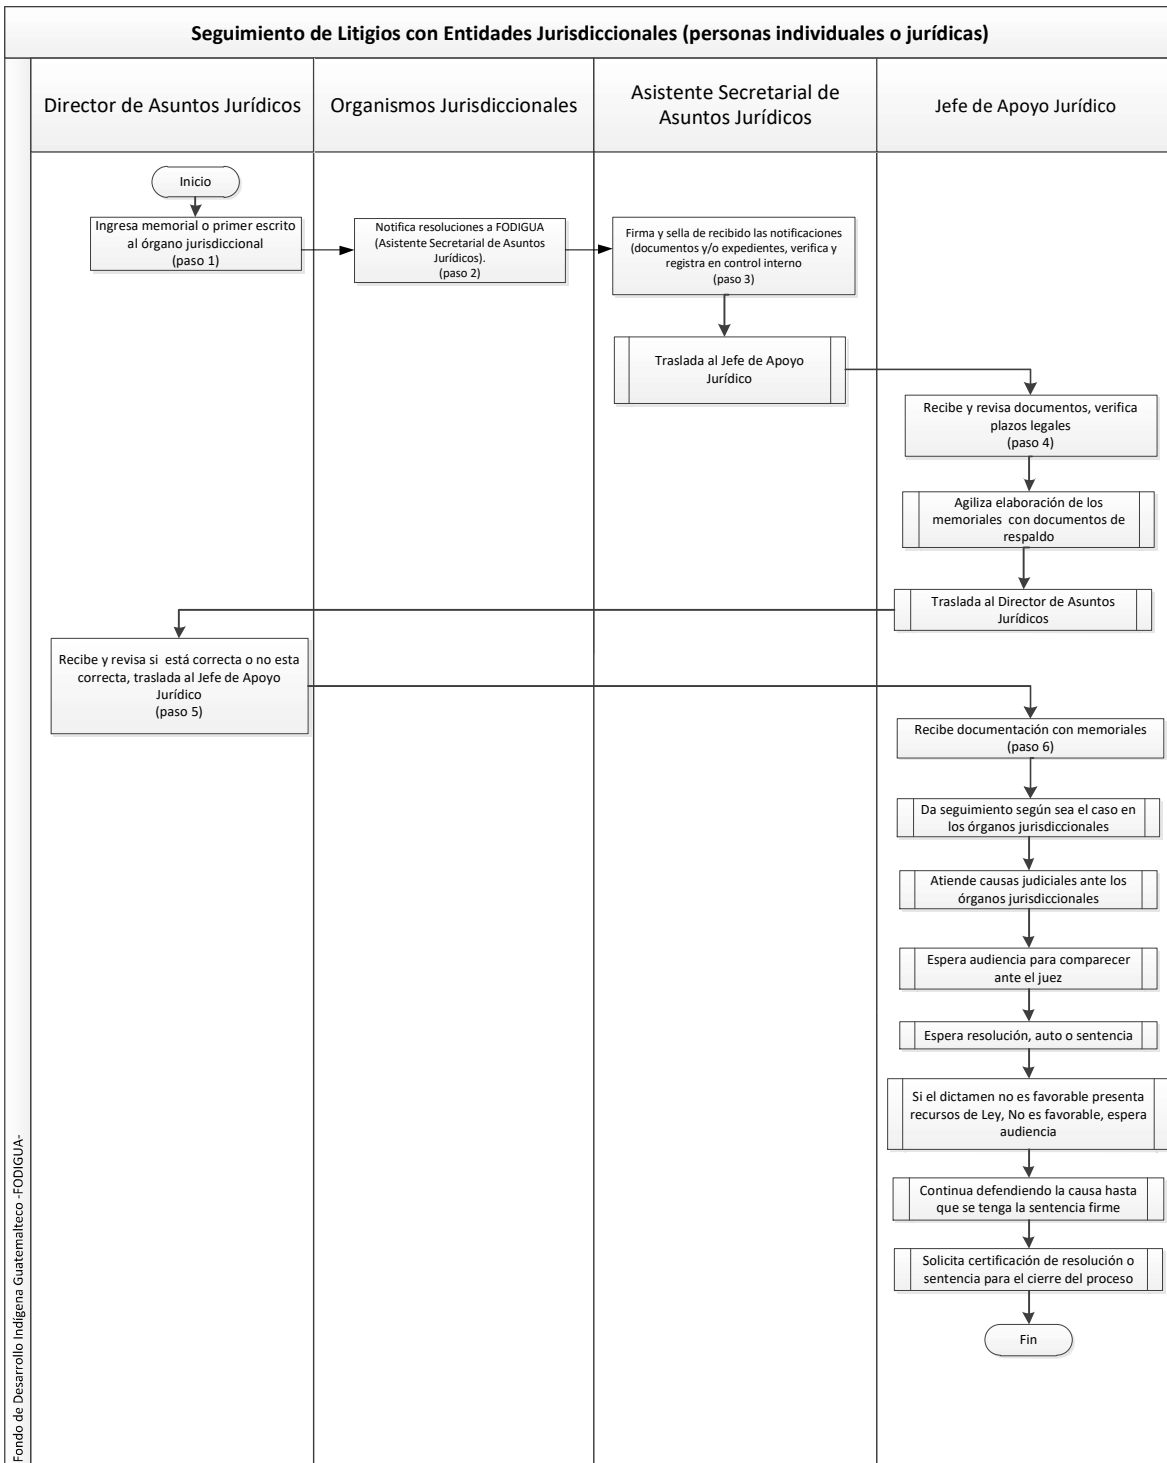 Seguimiento de Litigios con Entidades Jurisdiccionales (personas individuales o jurídicas)
Director de Asuntos Jurídicos
Organismos Jurisdiccionales
Asistente Secretarial de
Asuntos Jurídicos
Jefe de Apoyo Jurídico
Inicio
Ingresa memorial o primer escrito
al órgano jurisdiccional
(paso 1)
Notifica resoluciones a FODIGUA
(Asistente Secretarial de Asuntos
Jurídicos).
(paso 2)
Firma y sella de recibido las notificaciones
(documentos y/o expedientes, verifica y
registra en control interno
(paso 3)
Traslada al Jefe de Apoyo
Jurídico
Recibe y revisa documentos, verifica
plazos legales
(paso 4)
Agiliza elaboración de los
memoriales con documentos de
respaldo
Traslada al Director de Asuntos
Jurídicos
Recibe y revisa si está correcta o no esta
correcta, traslada al Jefe de Apoyo
Jurídico
(paso 5)
Recibe documentación con memoriales
(paso 6)
Da seguimiento según sea el caso en
los órganos jurisdiccionales
Atiende causas judiciales ante los
órganos jurisdiccionales
Espera audiencia para comparecer
ante el juez
Espera resolución, auto o sentencia
Si el dictamen no es favorable presenta
recursos de Ley, No es favorable, espera
audiencia
Continua defendiendo la causa hasta
que se tenga la sentencia firme
Solicita certificación de resolución o
sentencia para el cierre del proceso
Fin
Fondo de Desarrollo Indígena Guatemalteco -FODIGUA-